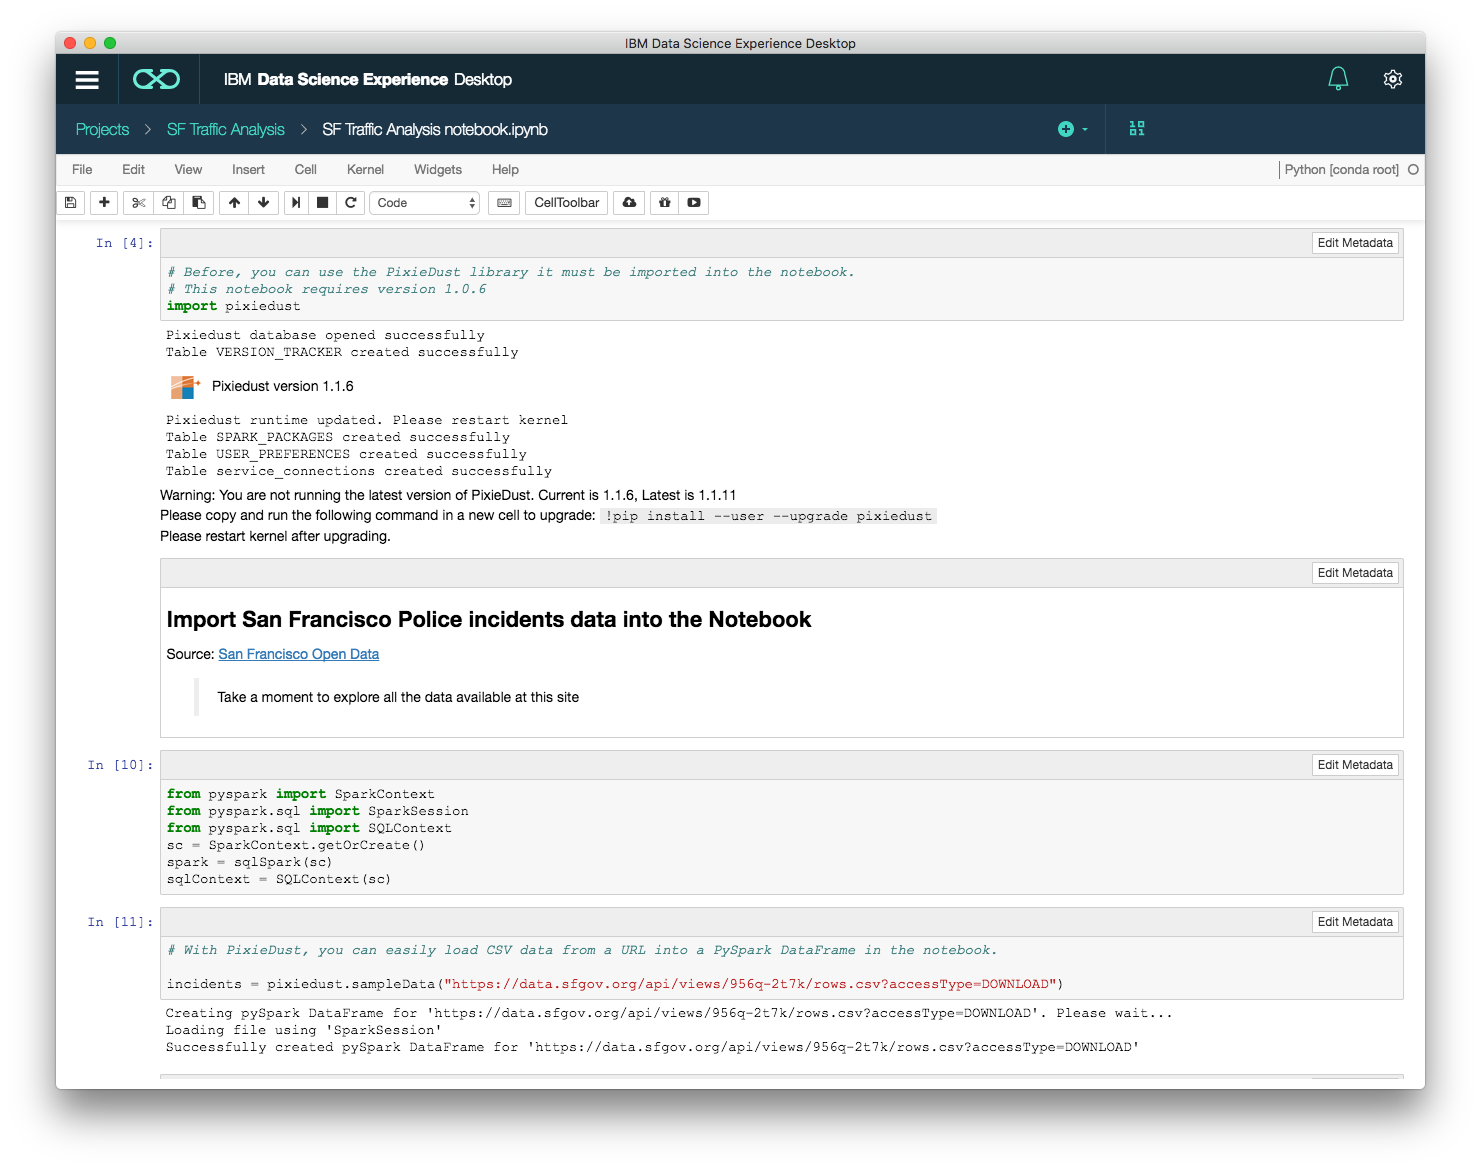 IBM Data Science Experience Desktop
IBM Data Science Experience Desktop
Projects > SF Traffic Analysis > SF Traffic Analysis notebook.ipynb
File Edit View Insert Cell Kernel Widgets Help Python [conda root]
Code CellToolbar
In [4]: Edit Metadata
# Before, you can use the PixieDust library it must be imported into the notebook.
# This notebook requires version 1.0.6
import pixiedust
Pixiedust database opened successfully
Table VERSION_TRACKER created successfully
Pixiedust version 1.1.6
Pixiedust runtime updated. Please restart kernel
Table SPARK_PACKAGES created successfully
Table USER_PREFERENCES created successfully
Table service_connections created successfully
Warning: You are not running the latest version of PixieDust. Current is 1.1.6, Latest is 1.1.11
Please copy and run the following command in a new cell to upgrade: !pip install --user --upgrade pixiedust
Please restart kernel after upgrading.
Edit Metadata
Import San Francisco Police incidents data into the Notebook
Source: San Francisco Open Data
Take a moment to explore all the data available at this site
In [10]: Edit Metadata
from pyspark import SparkContext
from pyspark.sql import SparkSession
from pyspark.sql import SQLContext
sc = SparkContext.getOrCreate()
spark = sqlSpark(sc)
sqlContext = SQLContext(sc)
In [11]: Edit Metadata
# With PixieDust, you can easily load CSV data from a URL into a PySpark DataFrame in the notebook.
incidents = pixiedust.sampleData("https://data.sfgov.org/api/views/956q-2t7k/rows.csv?accessType=DOWNLOAD")
Creating pySpark DataFrame for 'https://data.sfgov.org/api/views/956q-2t7k/rows.csv?accessType=DOWNLOAD'. Please wait...
Loading file using 'SparkSession'
Successfully created pySpark DataFrame for 'https://data.sfgov.org/api/views/956q-2t7k/rows.csv?accessType=DOWNLOAD'